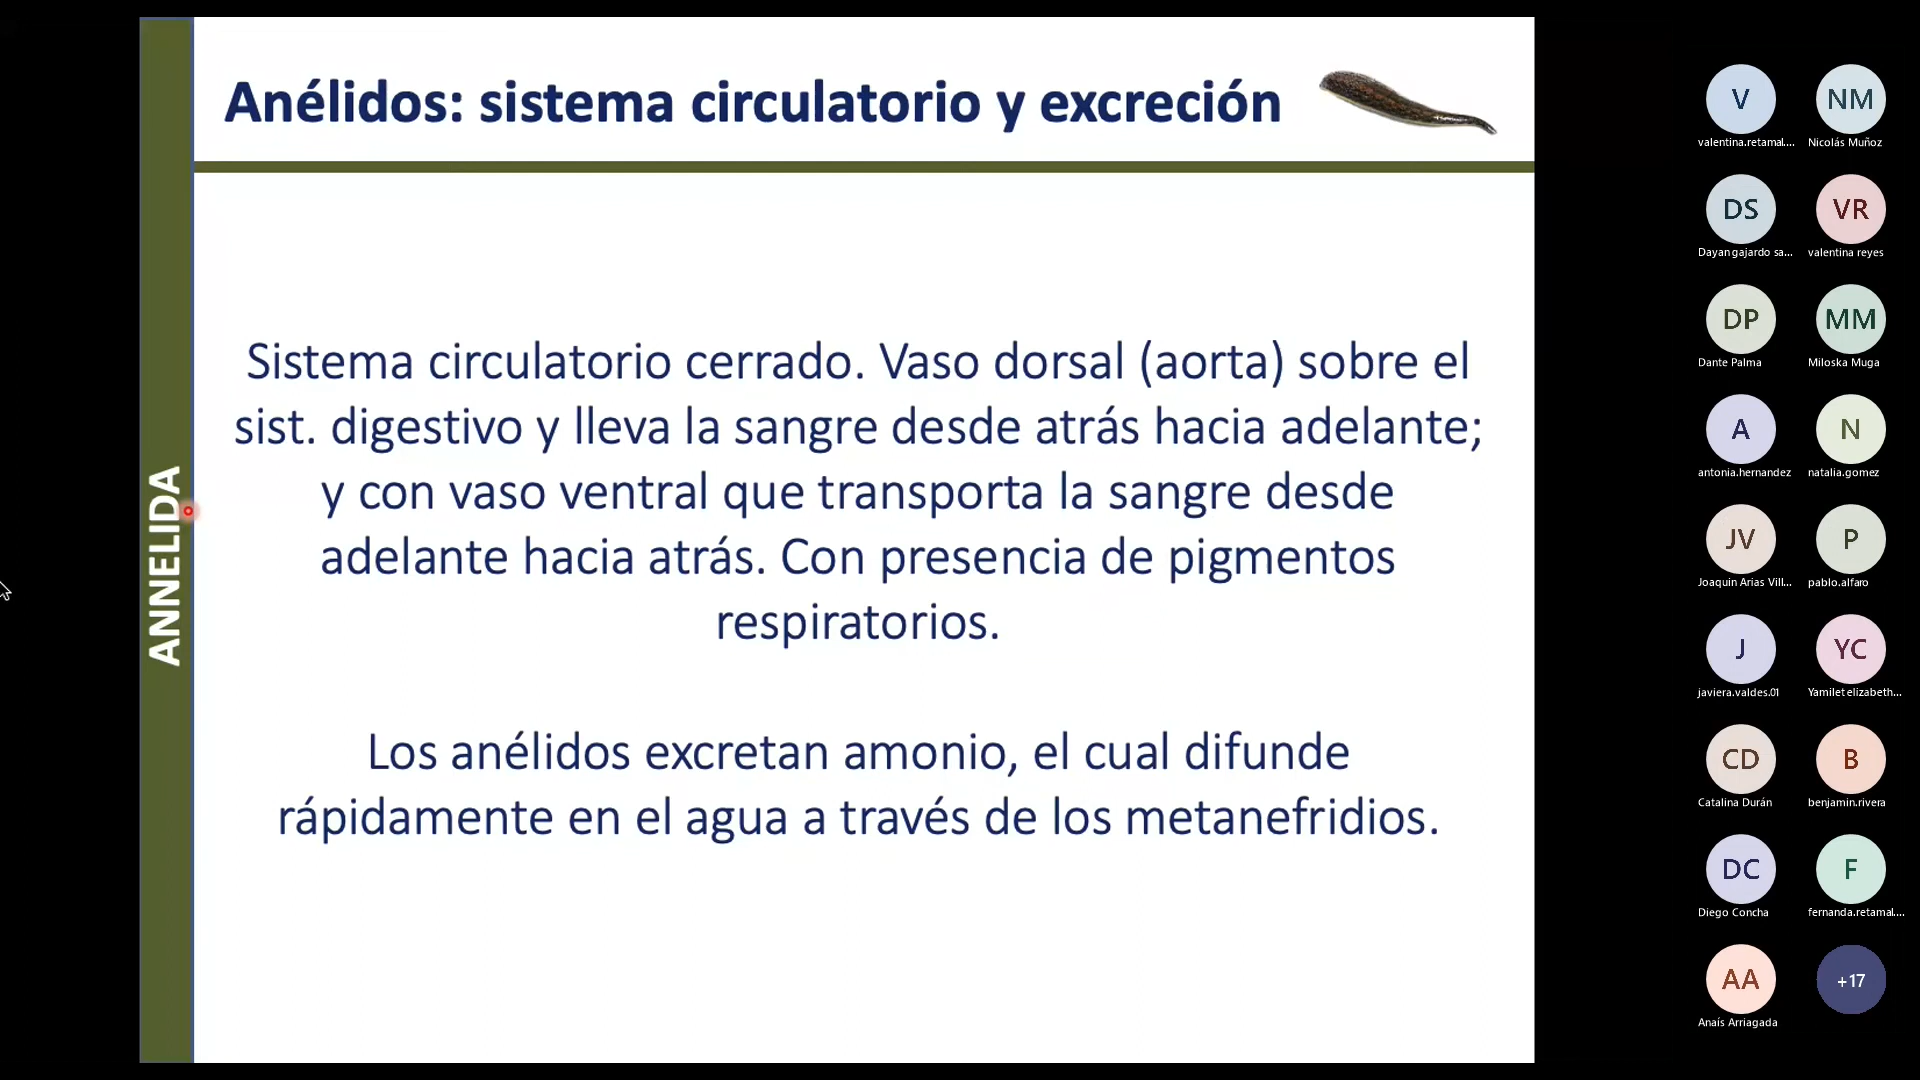 Anélidos: sistema circulatorio y excreción
ANNELIDA
Sistema circulatorio cerrado. Vaso dorsal (aorta) sobre el
sist. digestivo y lleva la sangre desde atrás hacia adelante;
y con vaso ventral que transporta la sangre desde
adelante hacia atrás. Con presencia de pigmentos
respiratorios.
Los anélidos excretan amonio, el cual difunde
rápidamente en el agua a través de los metanefridios.
V
valentina.retamal....
NM
Nicolás Muñoz
DS
Dayan gajardo sa...
VR
valentina reyes
DP
Dante Palma
MM
Miloska Muga
A
antonia.hernandez
N
natalia.gomez
JV
Joaquin Arias Vill...
P
pablo.alfaro
J
javiera.valdes.01
YC
Yamilet elizabeth...
CD
Catalina Durán
B
benjamin.rivera
DC
Diego Concha
F
fernanda.retamal....
AA
Anaís Arriagada
+17